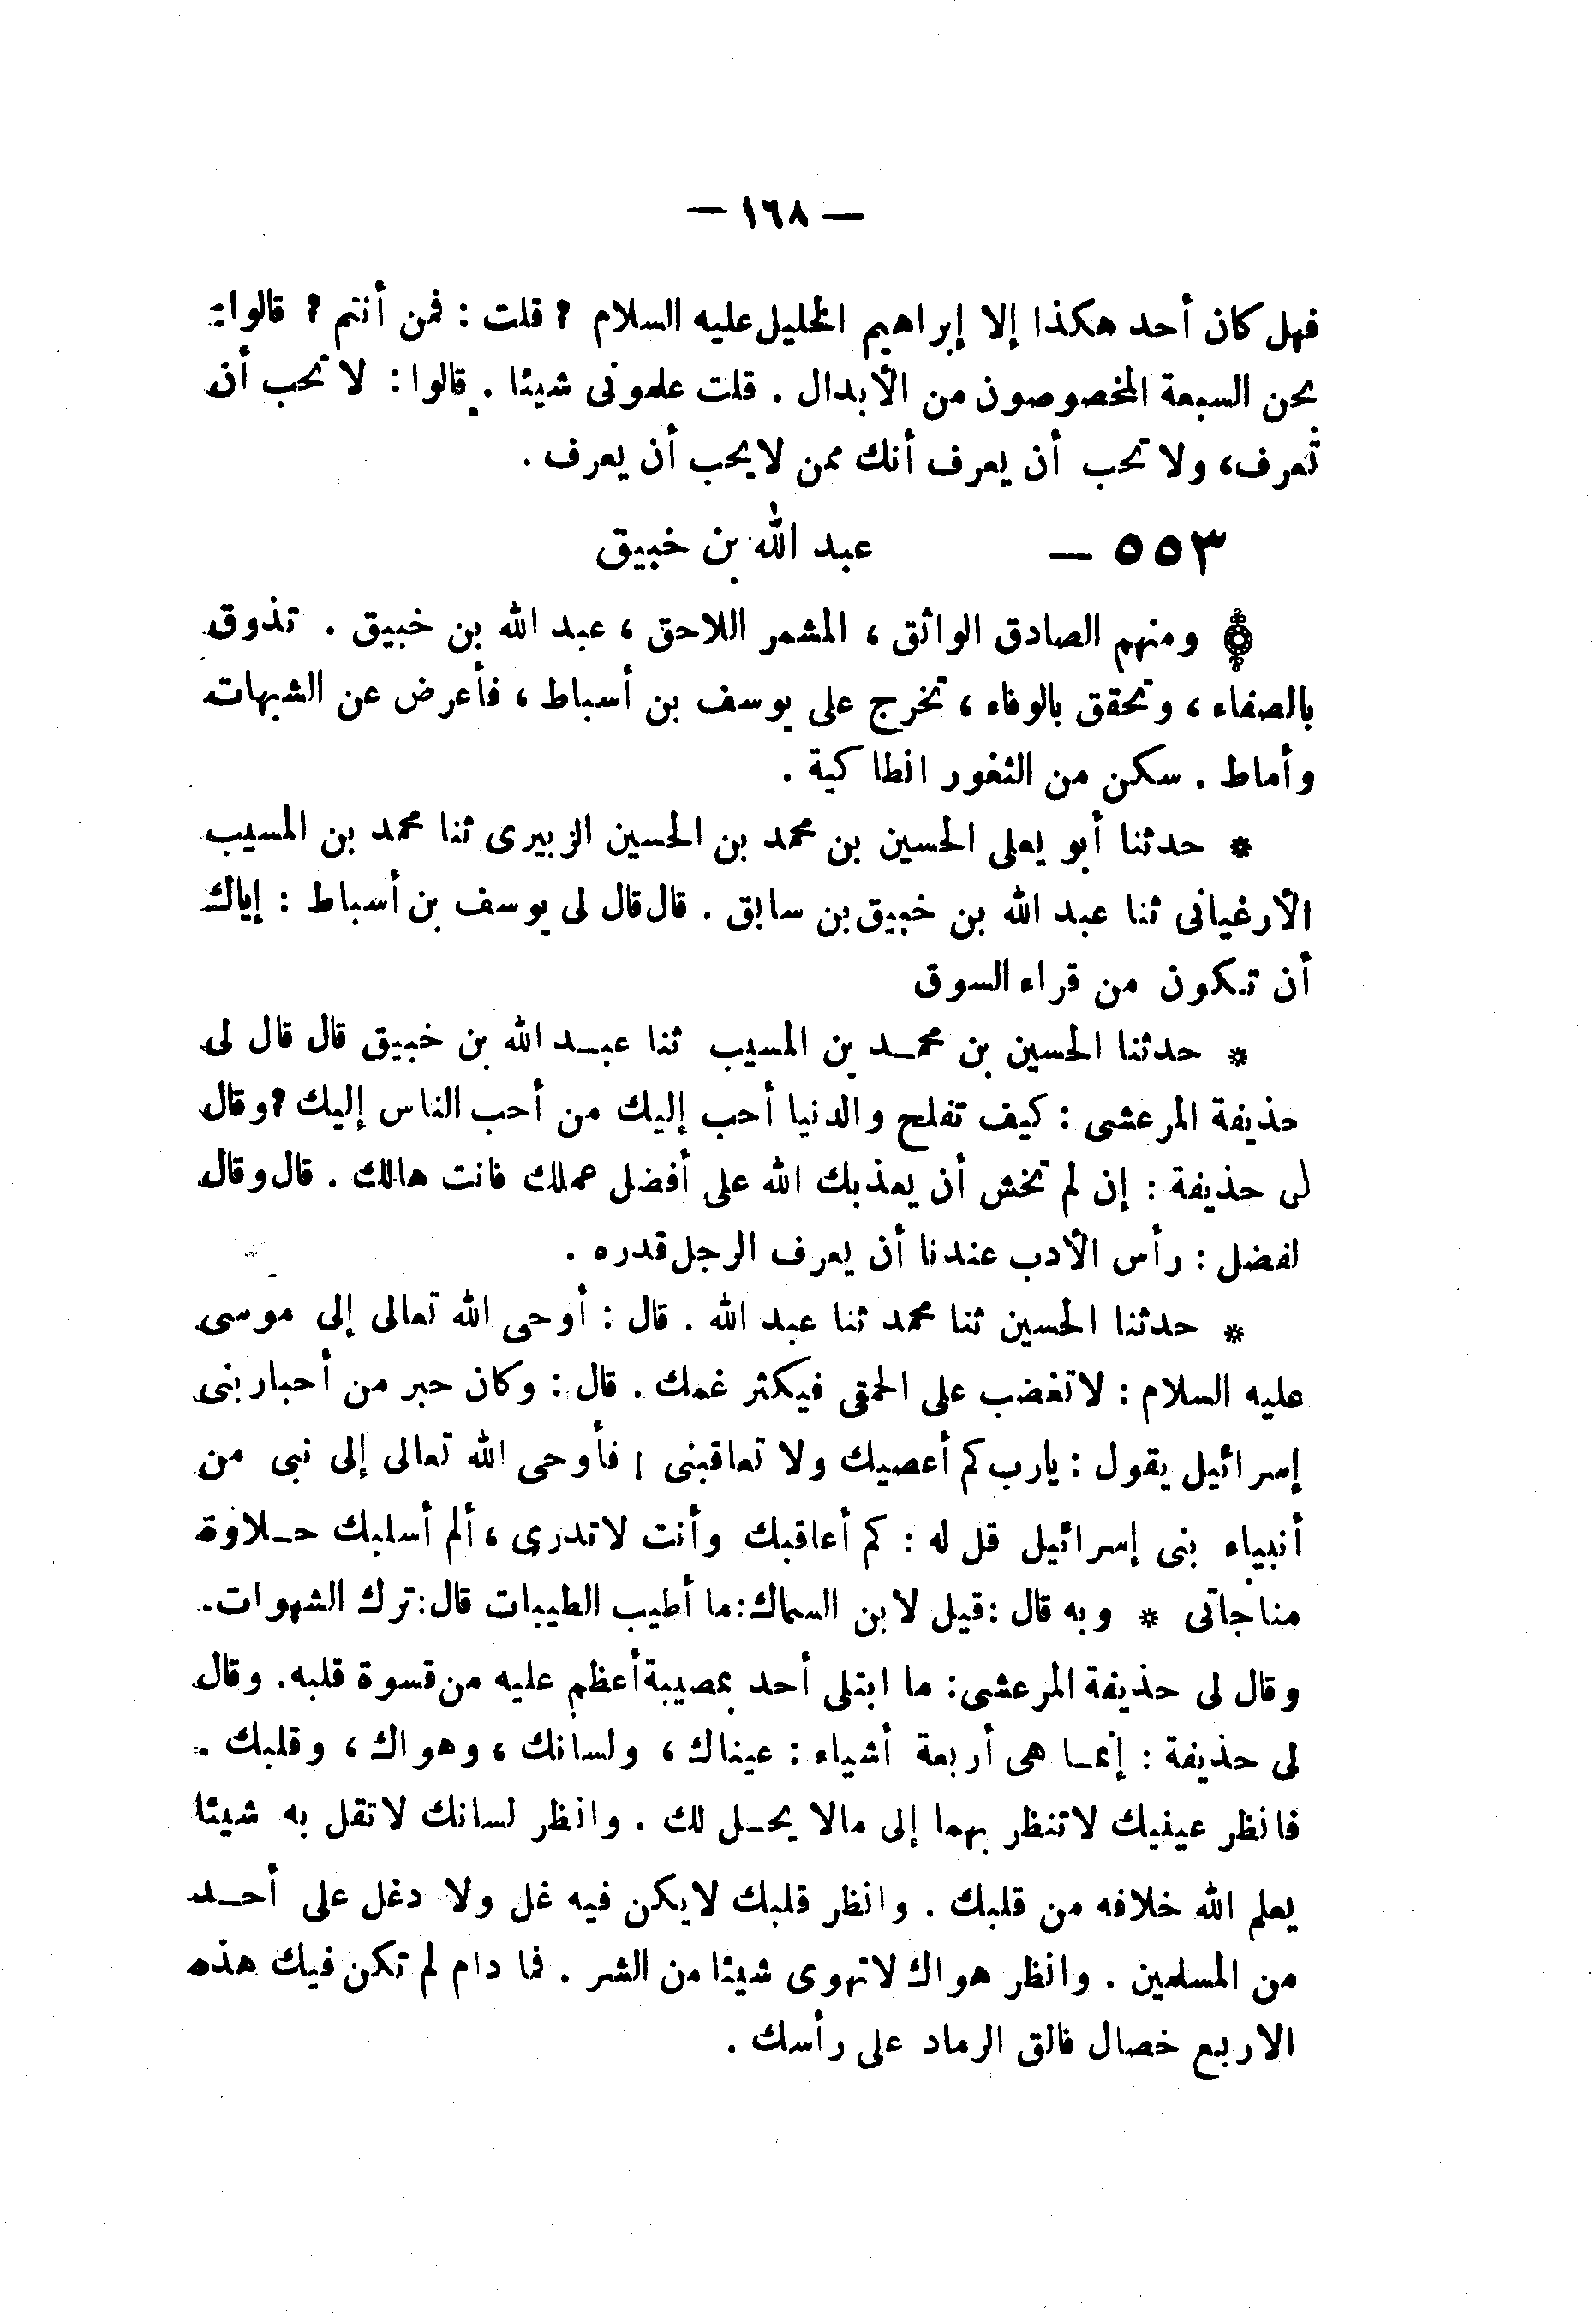 — ١٦٨ —
فهل كان أحد هكذا إلا إبراهيم الخليل عليه السلام ? قلت : فمن أنتم ? قالوا :
نحن السبعة المخصوصون من الأبدال . قلت علمونى شيئا . قالوا : لا تحب أن
تعرف ، ولا تحب أن يعرف أنك ممن لا يحب أن يعرف .
٥٥٣ — عبد الله بن خبيق
ومنهم الصادق الواثق ، المشمر اللاحق ، عبد الله بن خبيق . تذوق
بالصفاء ، وتحقق بالوفاء ، تخرج على يوسف بن أسباط ، فأعرض عن الشبهات
وأماط . سكن من الثغور انطاكية .
* حدثنا أبو يعلى الحسين بن محمد بن الحسين الزبيرى ثنا محمد بن المسيب
الأرغيانى ثنا عبد الله بن خبيق بن سابق . قال قال لى يوسف بن أسباط : إياك
أن تكون من قراء السوق
* حدثنا الحسين بن محمد بن المسيب ثنا عبد الله بن خبيق قال قال لى
حذيفة المرعشى : كيف تفلح والدنيا أحب إليك من أحب الناس إليك ? وقال
لى حذيفة : إن لم تخش أن يعذبك الله على أفضل عملك فانت هالك . قال وقال
لفضل : رأس الأدب عندنا أن يعرف الرجل قدره .
* حدثنا الحسين ثنا محمد ثنا عبد الله . قال : أوحى الله تعالى إلى موسى
عليه السلام : لا تغضب على الحمقى فيكثر غمك . قال : وكان حبر من أحبار بنى
إسرائيل يقول : يارب كم أعصيك ولا تعاقبنى ; فأوحى الله تعالى إلى نبى من
أنبياء بنى إسرائيل قل له : كم أعاقبك وأنت لا تدرى ، ألم أسلبك حلاوة
مناجاتى * وبه قال : قيل لابن السماك : ما أطيب الطيبات قال : ترك الشهوات .
وقال لى حذيفة المرعشى : ما ابتلى أحد بمصيبة أعظم عليه من قسوة قلبه . وقال
لى حذيفة : إنما هى أربعة أشياء : عيناك ، ولسانك ، وهواك ، وقلبك .
فانظر عينيك لا تنظر بهما إلى مالا يحل لك . وانظر لسانك لا تقل به شيئا
يعلم الله خلافه من قلبك . وانظر قلبك لا يكن فيه غل ولا دغل على أحد
من المسلمين . وانظر هواك لا تهوى شيئا من الشر . فما دام لم تكن فيك هذه
الاربع خصال فالق الرماد على رأسك .